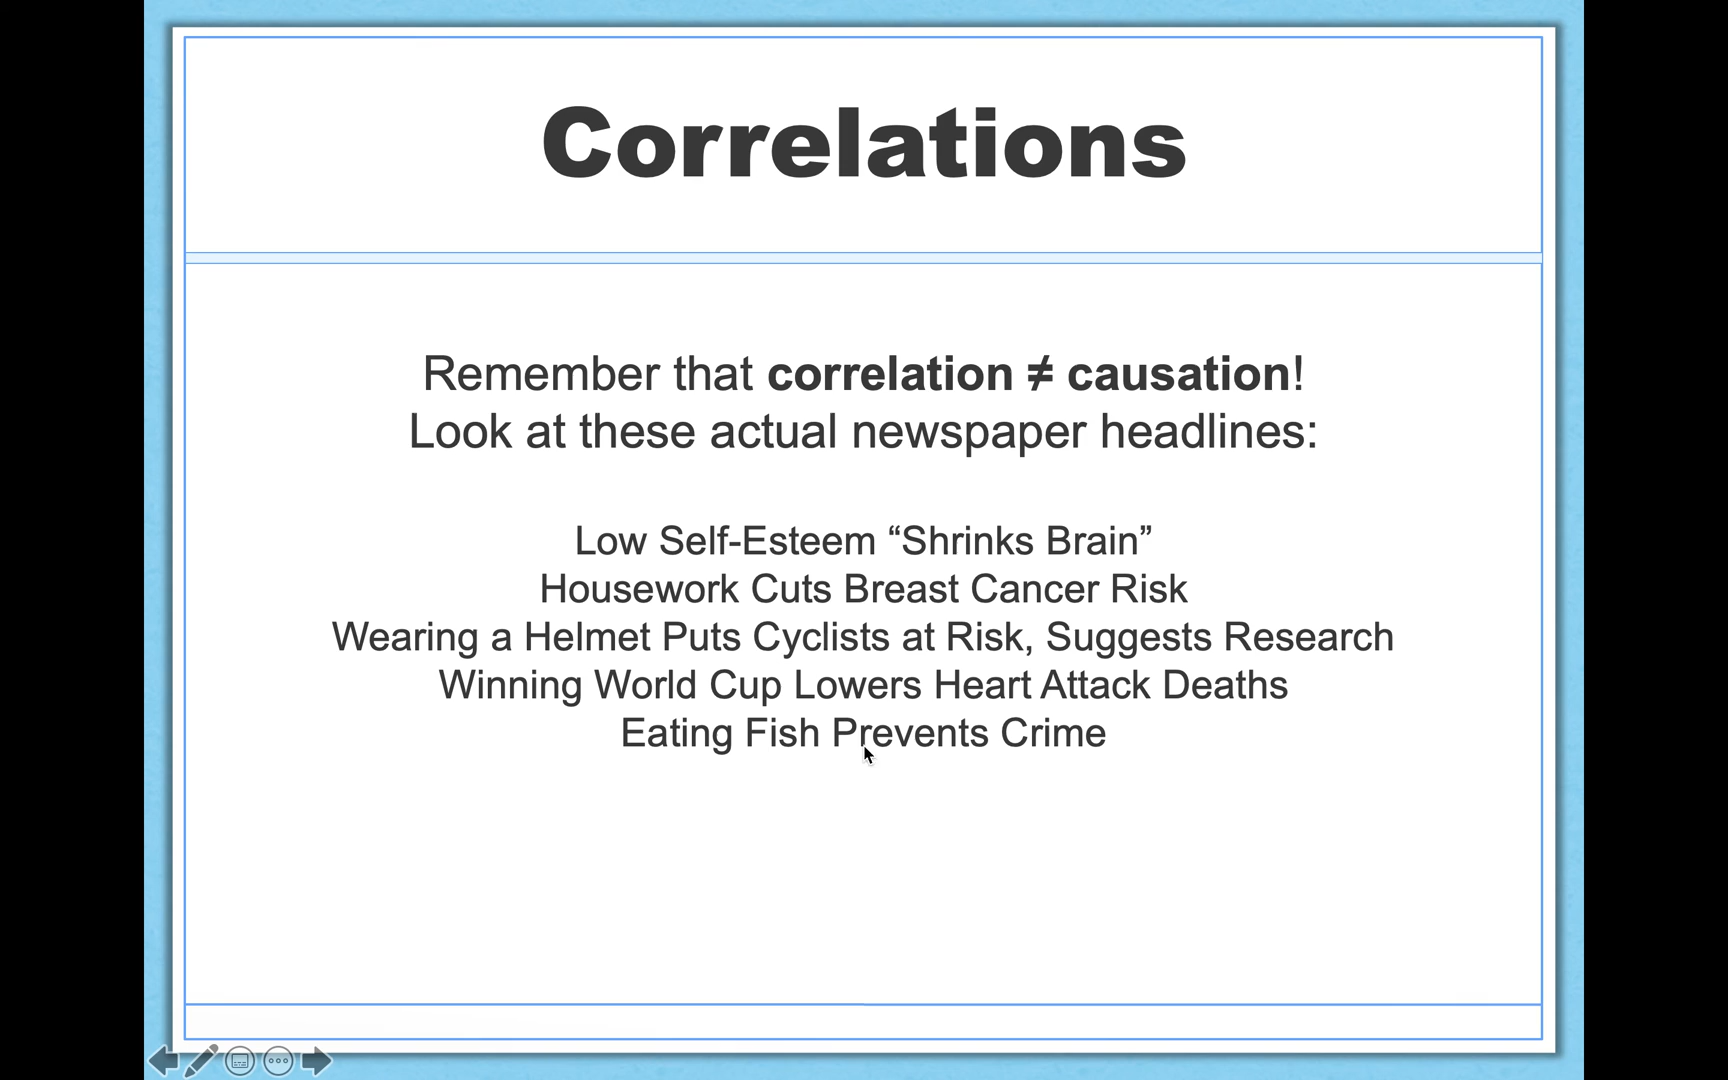 Correlations
Remember that correlation ≠ causation!
Look at these actual newspaper headlines:
Low Self-Esteem “Shrinks Brain”
Housework Cuts Breast Cancer Risk
Wearing a Helmet Puts Cyclists at Risk, Suggests Research
Winning World Cup Lowers Heart Attack Deaths
Eating Fish Prevents Crime